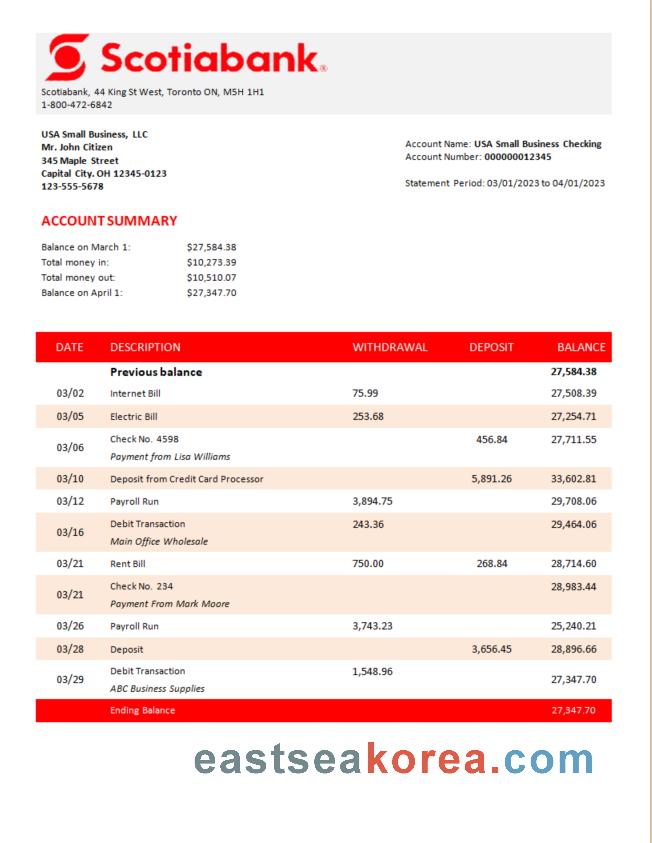 Scotiabank®
Scotiabank, 44 King St West, Toronto ON, M5H 1H1
1-800-472-6842
USA Small Business, LLC
Mr. John Citizen
345 Maple Street
Capital City. OH 12345-0123
123-555-5678
Account Name: USA Small Business Checking
Account Number: 000000012345
Statement Period: 03/01/2023 to 04/01/2023
ACCOUNT SUMMARY
Balance on March 1: $27,584.38
Total money in: $10,273.39
Total money out: $10,510.07
Balance on April 1: $27,347.70
DATE DESCRIPTION WITHDRAWAL DEPOSIT BALANCE
Previous balance 27,584.38
03/02 Internet Bill 75.99 27,508.39
03/05 Electric Bill 253.68 27,254.71
03/06 Check No. 4598 456.84 27,711.55
Payment from Lisa Williams
03/10 Deposit from Credit Card Processor 5,891.26 33,602.81
03/12 Payroll Run 3,894.75 29,708.06
03/16 Debit Transaction 243.36 29,464.06
Main Office Wholesale
03/21 Rent Bill 750.00 268.84 28,714.60
03/21 Check No. 234 28,983.44
Payment From Mark Moore
03/26 Payroll Run 3,743.23 25,240.21
03/28 Deposit 3,656.45 28,896.66
03/29 Debit Transaction 1,548.96 27,347.70
ABC Business Supplies
Ending Balance 27,347.70
eastseakorea.com